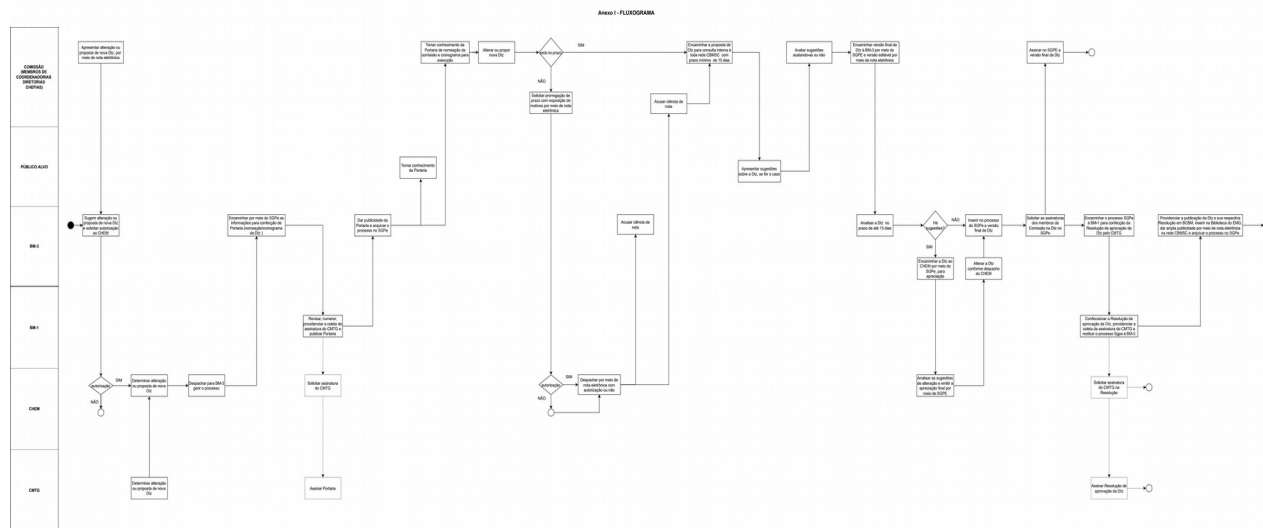 Anexo I - FLUXOGRAMA
COMISSÃO
(MEMBROS DE
COORDENADORIAS
DIRETORIAS
CHEFIAS)
Apresentar alteração ou
proposta de nova Dtz, por
meio de nota eletrônica
Tomar conhecimento da
Portaria de nomeação da
comissão e cronograma para
execução
Alterar ou propor
nova Dtz
SIM
NÃO
Solicitar prorrogação de
prazo com exposição de
motivos por meio de nota
eletrônica
Acusar ciência da
nota
Encaminhar a proposta de
Dtz para consulta interna à
toda rede CBMSC, com
prazo mínimo de 15 dias
Avaliar sugestões
acatando-as ou não
Encaminhar versão final da
Dtz à BM-3 por meio do
SGPE e versão editável por
meio de nota eletrônica
Assinar no SGPE a
versão final da Dtz
PÚBLICO ALVO
Tomar conhecimento
da Portaria
Apresentar sugestões
sobre a Dtz, se for o caso
BM-3
Sugerir alteração ou
proposta de nova Dtz
e solicitar autorização
ao CHEM
Encaminhar por meio do SGPe as
informações para confecção de
Portaria (nomeação/cronograma
da Dtz )
Dar publicidade da
Portaria e arquivar o
processo no SGPe
Acusar ciência da
nota
Analisar a Dtz no
prazo de até 15 dias
Há
sugestões?
NÃO
SIM
Inserir no processo
do SGPe a versão
final da Dtz
Solicitar as assinaturas
dos membros da
Comissão na Dtz no SGPe
Encaminhar o processo SGPe
à BM-1 para confecção da
Resolução de aprovação da
Dtz pelo CMTG
Providenciar a publicação da Dtz e sua respectiva
Resolução em BCBM, inserir na Biblioteca do ENG,
dar ampla publicidade por meio de nota eletrônica
na rede CBMSC e arquivar o processo no SGPe
Encaminhar a Dtz ao
CHEM por meio do
SGPe, para
apreciação
Alterar a Dtz
conforme despacho
do CHEM
BM-1
Revisar, numerar,
providenciar a coleta de
assinatura do CMTG e
publicar Portaria
Confeccionar a Resolução de
aprovação da Dtz, providenciar a
coleta da assinatura do CMTG e
restituir o processo Sgpe à BM-3
CHEM
autorização
SIM
NÃO
Determinar alteração
ou proposta de nova
Dtz
Despachar para BM-3
gerir o processo
Solicitar assinatura
do CMTG
autorização
SIM
NÃO
Despachar por meio de
nota eletrônica com
autorização ou não
Analisar as sugestões
de alteração e emitir a
apreciação final por
meio de SGPE
Solicitar assinatura
do CMTG na
Resolução
CMTG
Determinar alteração
ou proposta de nova
Dtz
Assinar Portaria
Assinar Resolução de
aprovação da Dtz